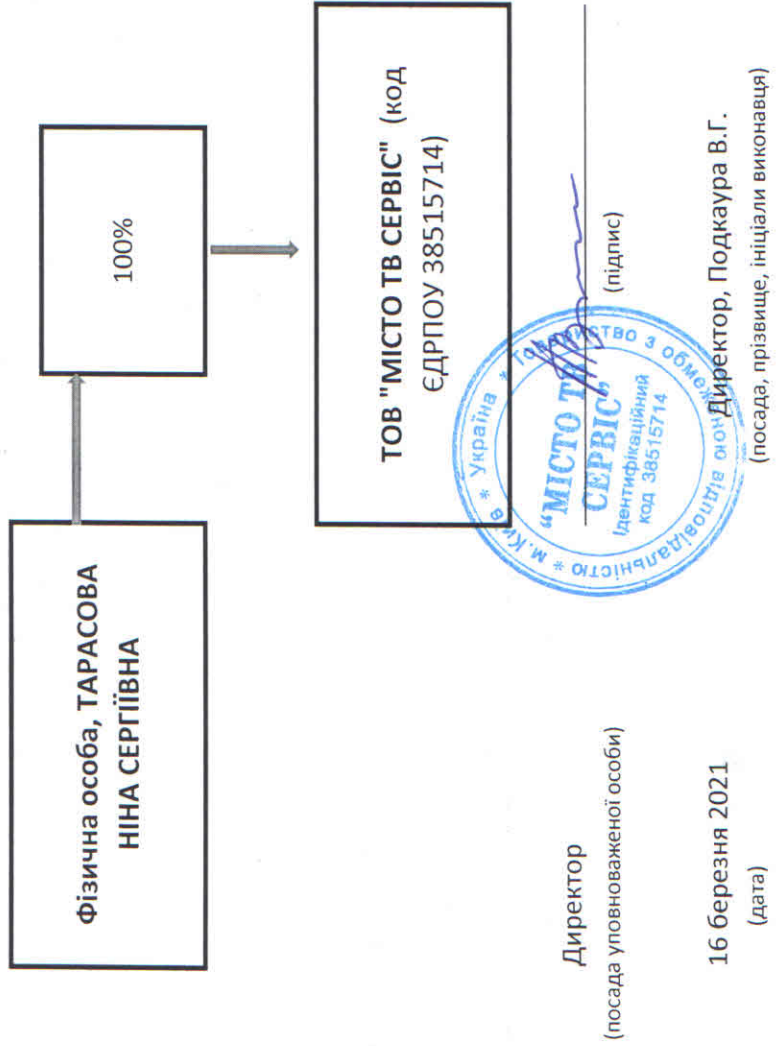 Фізична особа, ТАРАСОВА
НІНА СЕРГІЇВНА
100%
ТОВ "МІСТО ТВ СЕРВІС" (код
ЄДРПОУ 38515714)
Директор
(посада уповноваженої особи)
(підпис)
* м.Київ * Україна * Товариство з обмеженою відповідальністю
“МІСТО ТВ
СЕРВІС”
Ідентифікаційний
код 38515714
16 березня 2021
(дата)
Директор, Подкаура В.Г.
(посада, прізвище, ініціали виконавця)